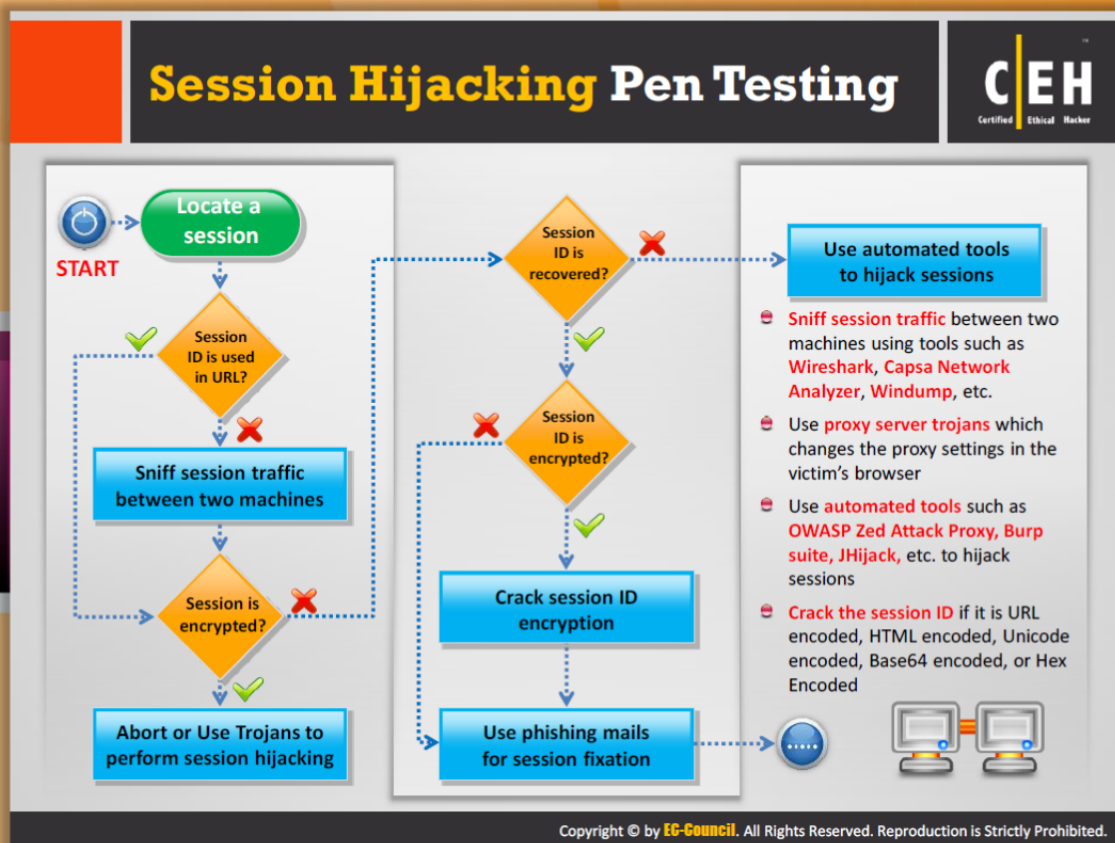 Session Hijacking Pen Testing
C|EH
™
Certified Ethical Hacker
START
Locate a
session
Session
ID is used
in URL?
Sniff session traffic
between two machines
Session is
encrypted?
Abort or Use Trojans to
perform session hijacking
Session
ID is
recovered?
Session
ID is
encrypted?
Crack session ID
encryption
Use phishing mails
for session fixation
Use automated tools
to hijack sessions
Sniff session traffic between two
machines using tools such as
Wireshark, Capsa Network
Analyzer, Windump, etc.
Use proxy server trojans which
changes the proxy settings in the
victim's browser
Use automated tools such as
OWASP Zed Attack Proxy, Burp
suite, JHijack, etc. to hijack
sessions
Crack the session ID if it is URL
encoded, HTML encoded, Unicode
encoded, Base64 encoded, or Hex
Encoded
Copyright © by EC-Council. All Rights Reserved. Reproduction is Strictly Prohibited.